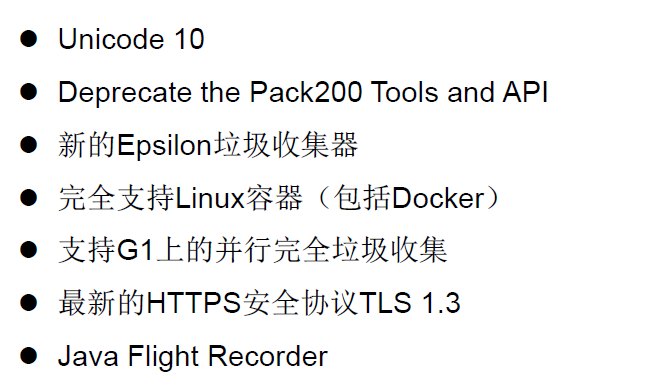 ● Unicode 10
● Deprecate the Pack200 Tools and API
● 新的Epsilon垃圾收集器
● 完全支持Linux容器（包括Docker）
● 支持G1上的并行完全垃圾收集
● 最新的HTTPS安全协议TLS 1.3
● Java Flight Recorder